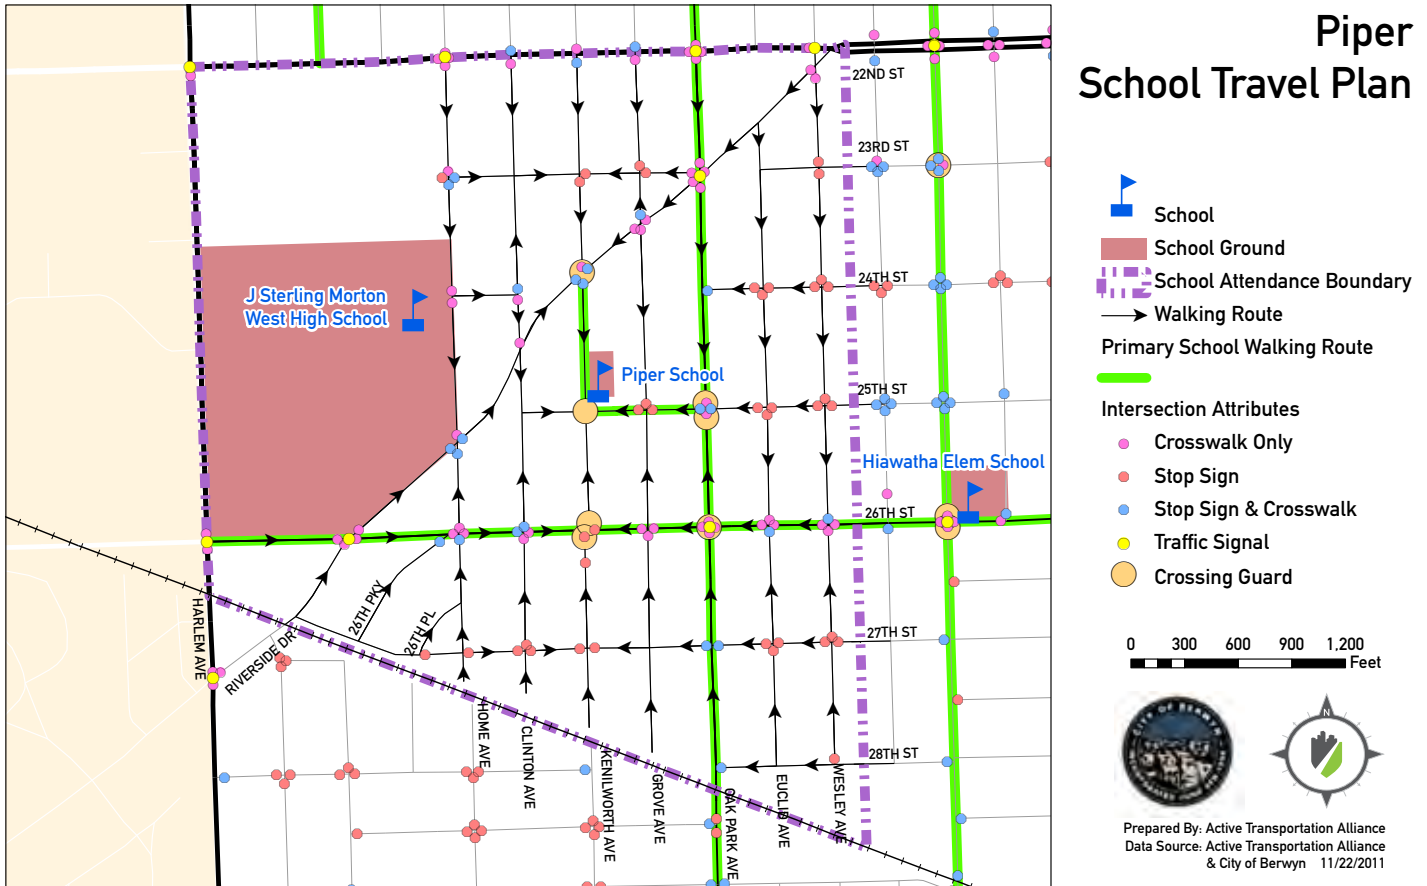 Piper
School Travel Plan
22ND ST
23RD ST
24TH ST
25TH ST
26TH ST
27TH ST
28TH ST
J Sterling Morton
West High School
Piper School
Hiawatha Elem School
HARLEM AVE
RIVERSIDE DR
26TH PKY
26TH PL
HOME AVE
CLINTON AVE
KENILWORTH AVE
GROVE AVE
OAK PARK AVE
EUCLID AVE
WESLEY AVE
School
School Ground
School Attendance Boundary
Walking Route
Primary School Walking Route
Intersection Attributes
Crosswalk Only
Stop Sign
Stop Sign & Crosswalk
Traffic Signal
Crossing Guard
0 300 600 900 1,200
Feet
CITY OF BERWYN
N
Prepared By: Active Transportation Alliance
Data Source: Active Transportation Alliance
& City of Berwyn 11/22/2011